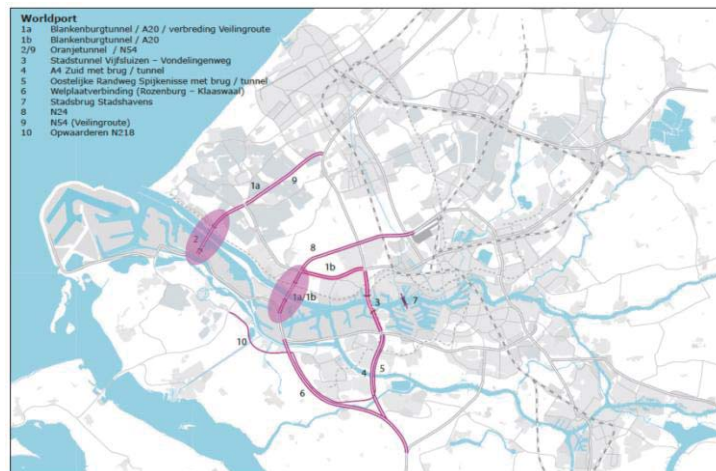 Worldport
1a Blankenburgtunnel / A20 / verbreding Veilingroute
1b Blankenburgtunnel / A20
2/9 Oranjetunnel / N54
3 Stadstunnel Vijfsluizen – Vondelingenweg
4 A4 Zuid met brug / tunnel
5 Oostelijke Randweg Spijkenisse met brug / tunnel
6 Welplaatverbinding (Rozenburg – Klaaswaal)
7 Stadsbrug Stadshavens
8 N24
9 N54 (Veilingroute)
10 Opwaarderen N218
1a
9
2
8
1b
1a/1b
3
7
10
4
5
6